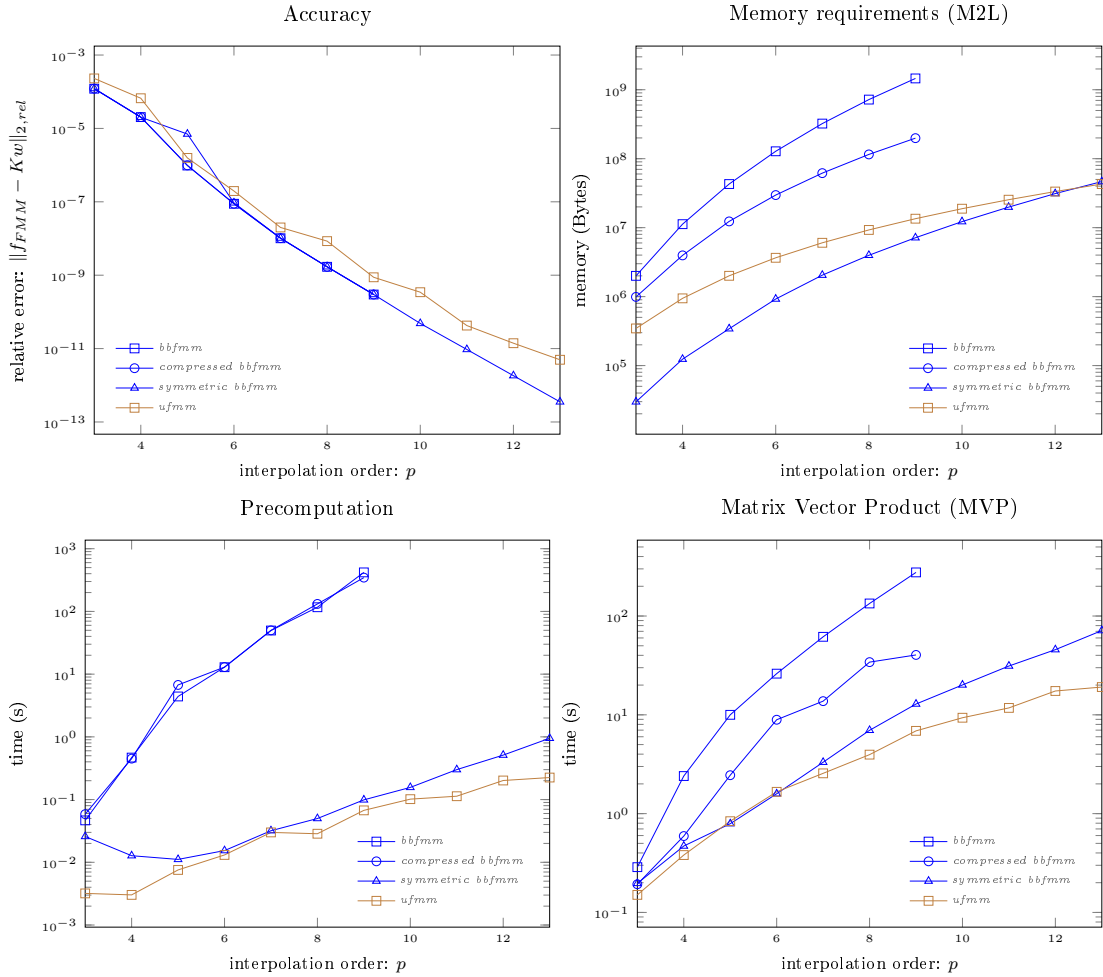 Accuracy
relative error: ‖f_{FMM} − Kw‖_{2,rel}
10^{−3}
10^{−5}
10^{−7}
10^{−9}
10^{−11}
10^{−13}
bbfmm
compressed bbfmm
symmetric bbfmm
ufmm
4 6 8 10 12
interpolation order: p
Memory requirements (M2L)
memory (Bytes)
10^9
10^8
10^7
10^6
10^5
bbfmm
compressed bbfmm
symmetric bbfmm
ufmm
4 6 8 10 12
interpolation order: p
Precomputation
time (s)
10^3
10^2
10^1
10^0
10^{−1}
10^{−2}
10^{−3}
bbfmm
compressed bbfmm
symmetric bbfmm
ufmm
4 6 8 10 12
interpolation order: p
Matrix Vector Product (MVP)
time (s)
10^2
10^1
10^0
10^{−1}
bbfmm
compressed bbfmm
symmetric bbfmm
ufmm
4 6 8 10 12
interpolation order: p